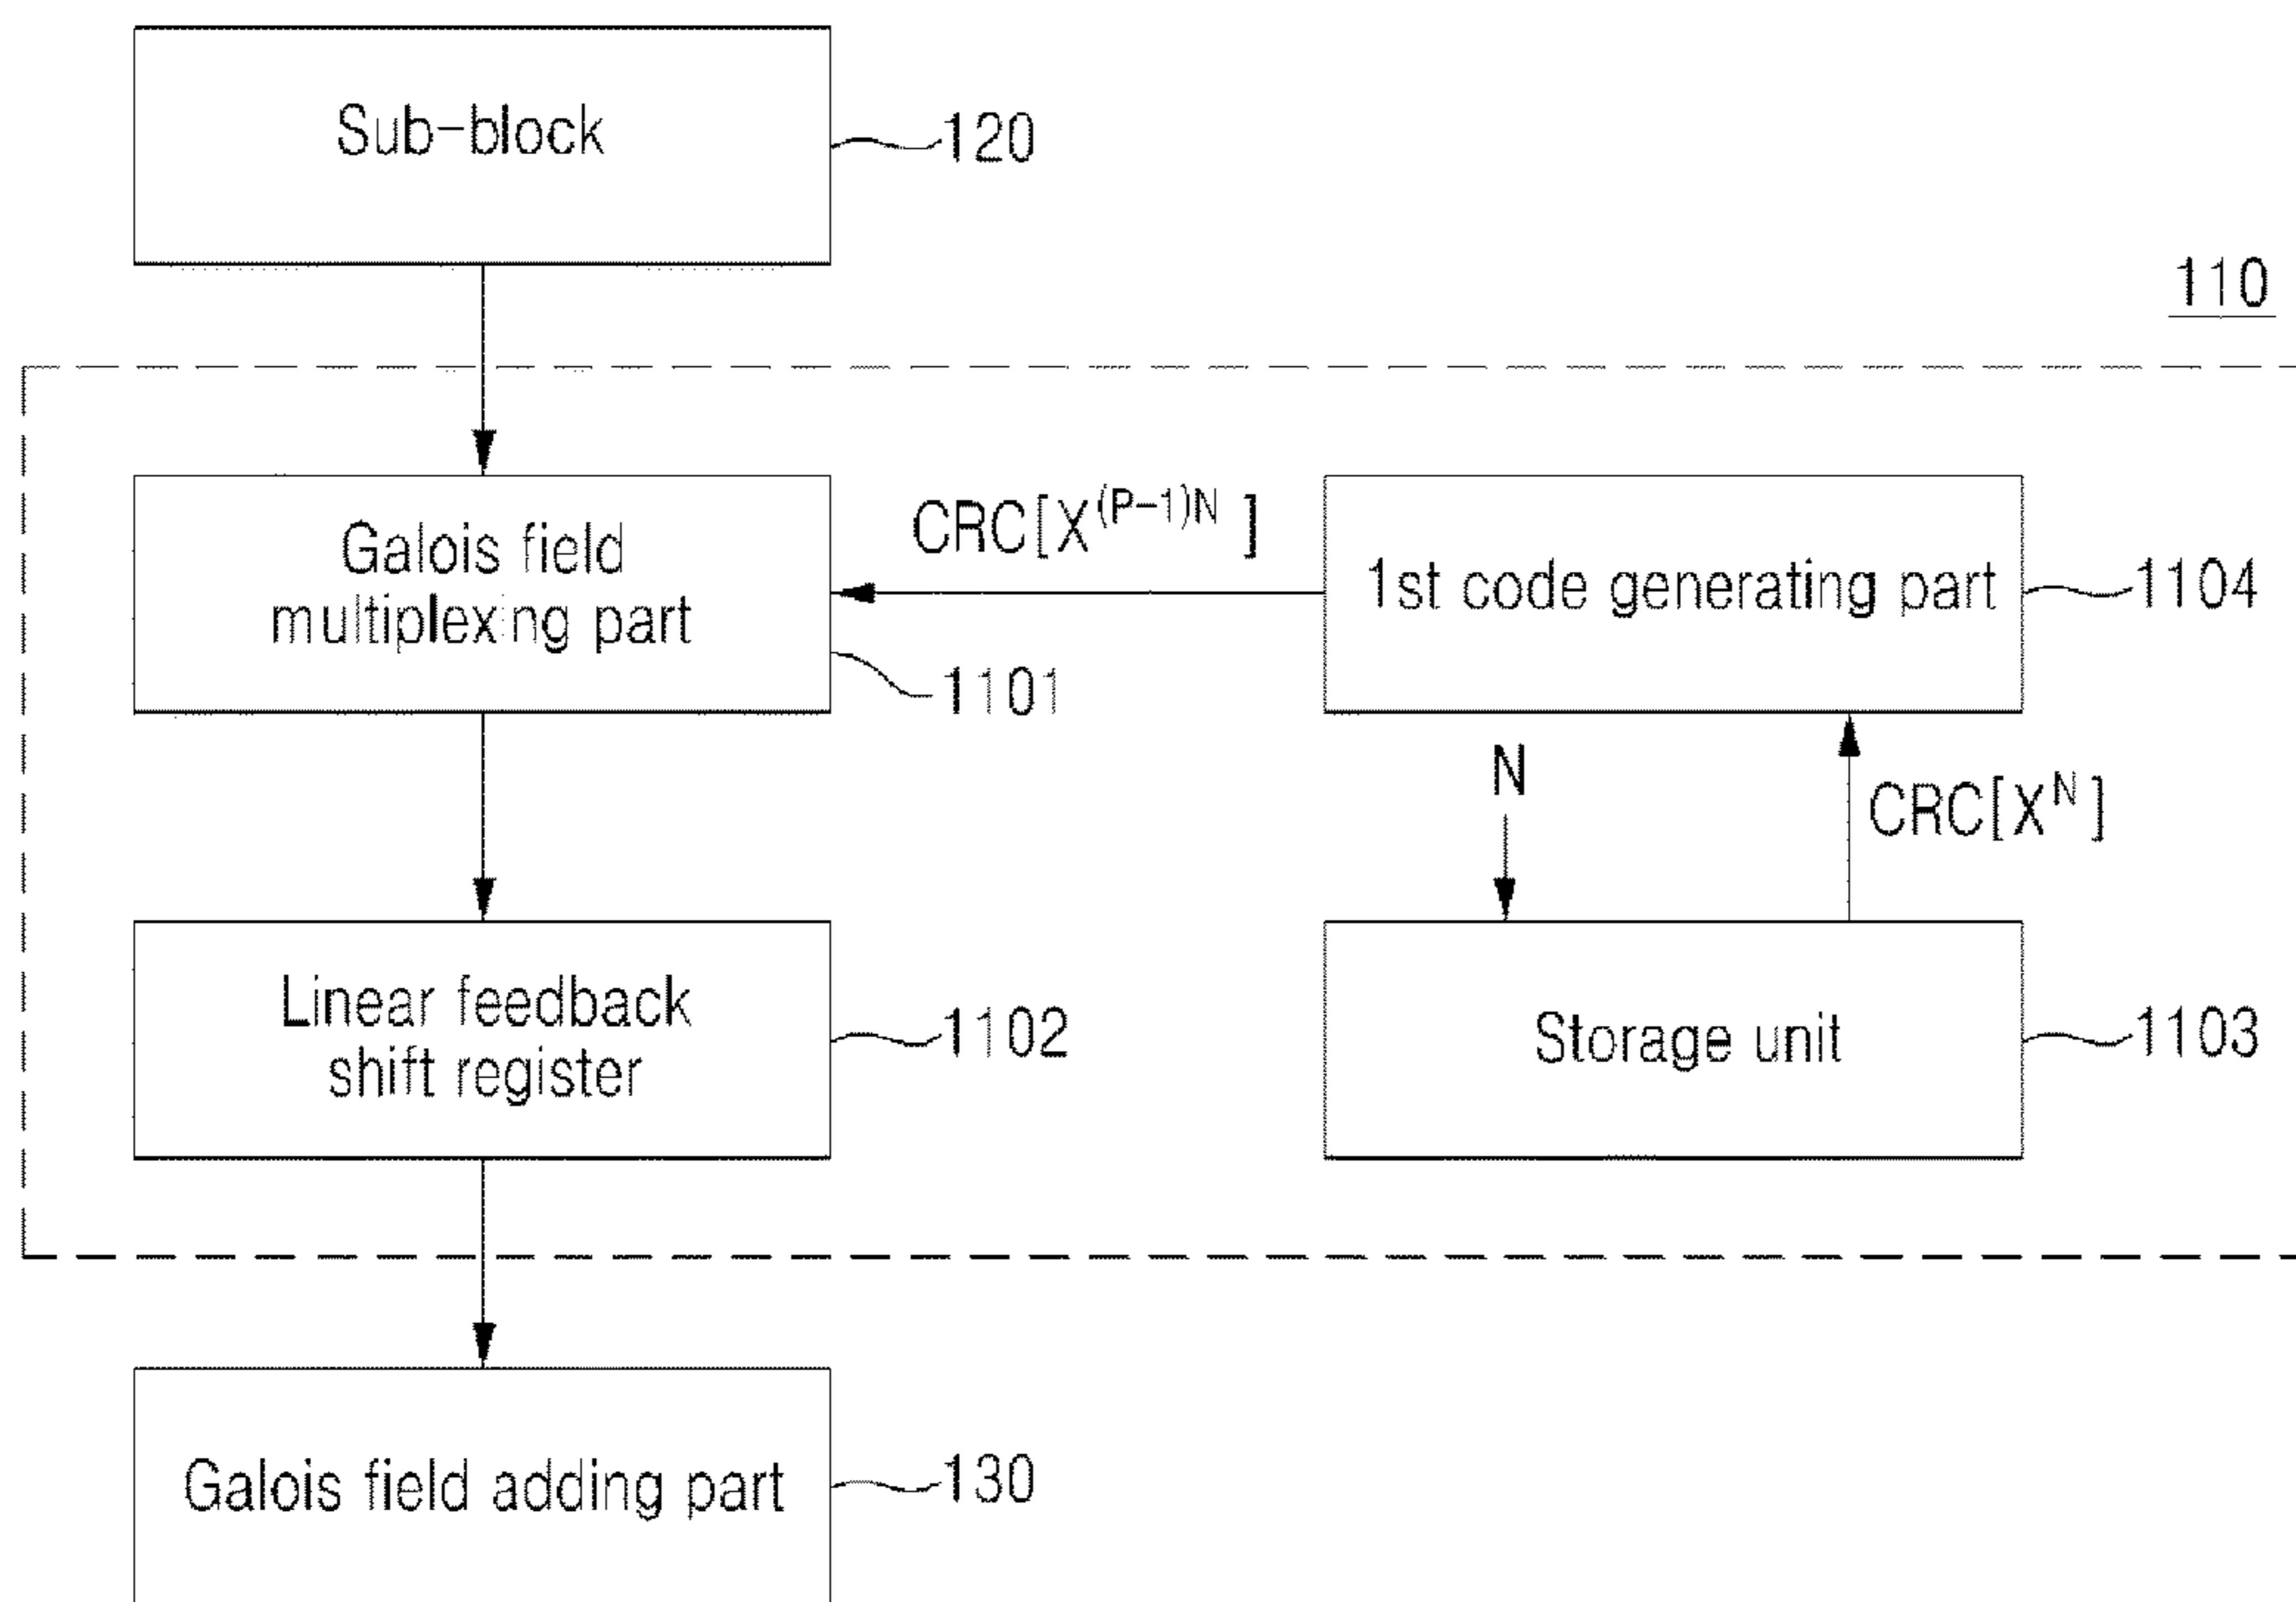 Sub-block
120
110
Galois field
multiplexing part
1101
CRC[X^(P-1)N ]
1st code generating part
1104
N
CRC[X^N]
Linear feedback
shift register
1102
Storage unit
1103
Galois field adding part
130